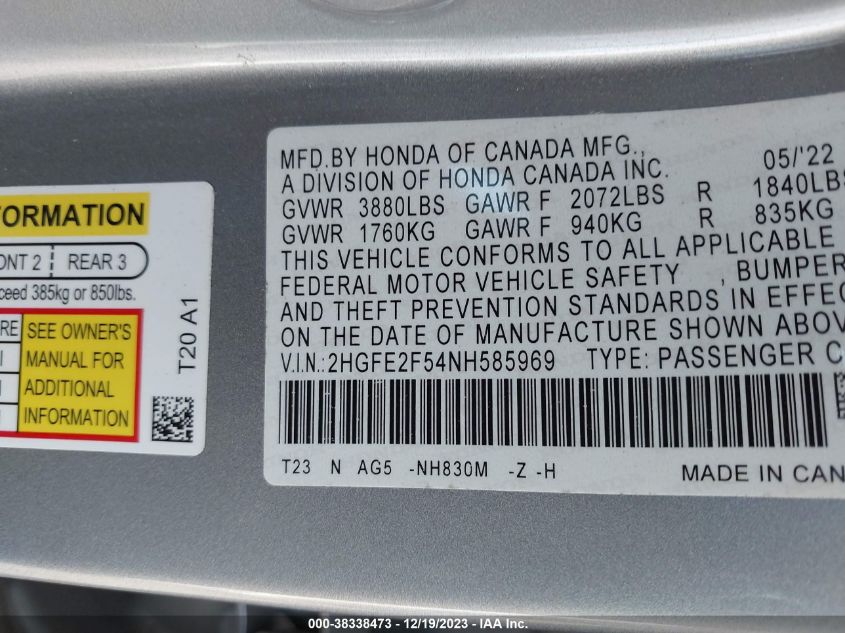 FORMATION
ONT 2 REAR 3
ceed 385kg or 850lbs.
RE SEE OWNER'S
MANUAL FOR
ADDITIONAL
INFORMATION
T20 A1
MFD.BY HONDA OF CANADA MFG., 05/'22
A DIVISION OF HONDA CANADA INC.
GVWR 3880LBS GAWR F 2072LBS R 1840LBS
GVWR 1760KG GAWR F 940KG R 835KG
THIS VEHICLE CONFORMS TO ALL APPLICABLE
FEDERAL MOTOR VEHICLE SAFETY , BUMPER
AND THEFT PREVENTION STANDARDS IN EFFEC
ON THE DATE OF MANUFACTURE SHOWN ABOV
V.I.N.:2HGFE2F54NH585969 TYPE: PASSENGER C
T23 N AG5 -NH830M -Z -H
MADE IN CAN
000-38338473 - 12/19/2023 - IAA Inc.